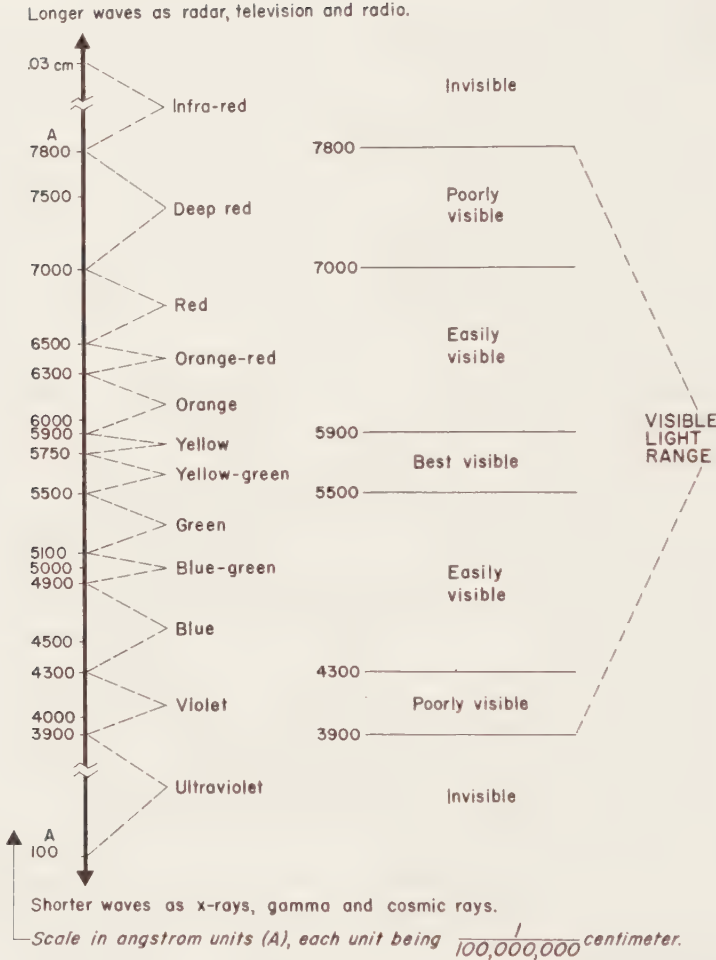 Longer waves as radar, television and radio.
.03 cm
Infra-red
Invisible
A
7800
7800
7500
Deep red
Poorly
visible
7000
7000
Red
Easily
visible
6500
Orange-red
6300
Orange
6000
5900
5900
Yellow
VISIBLE
LIGHT
RANGE
5750
Best visible
Yellow-green
5500
5500
Green
5100
5000
Blue-green
4900
Easily
visible
Blue
4500
4300
4300
Violet
Poorly visible
4000
3900
3900
Ultraviolet
Invisible
A
100
Shorter waves as x-rays, gamma and cosmic rays.
Scale in angstrom units (A), each unit being 1/100,000,000 centimeter.